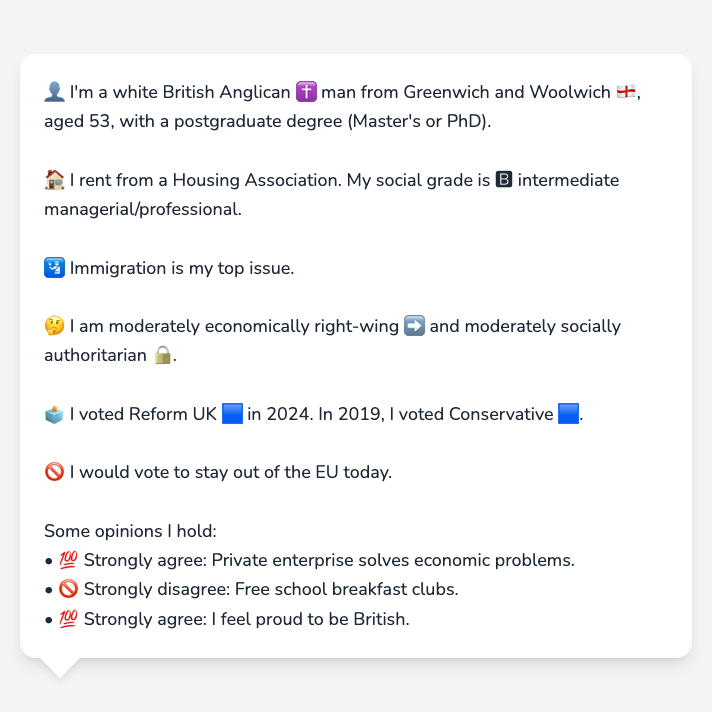 👤 I'm a white British Anglican ✝️ man from Greenwich and Woolwich 🏴󠁧󠁢󠁥󠁮󠁧󠁿,
aged 53, with a postgraduate degree (Master's or PhD).
🏠 I rent from a Housing Association. My social grade is 🅱 intermediate
managerial/professional.
🛂 Immigration is my top issue.
🤔 I am moderately economically right-wing ➡️ and moderately socially
authoritarian 🔒.
🗳️ I voted Reform UK 🟦 in 2024. In 2019, I voted Conservative 🟦.
🚫 I would vote to stay out of the EU today.
Some opinions I hold:
• 💯 Strongly agree: Private enterprise solves economic problems.
• 🚫 Strongly disagree: Free school breakfast clubs.
• 💯 Strongly agree: I feel proud to be British.